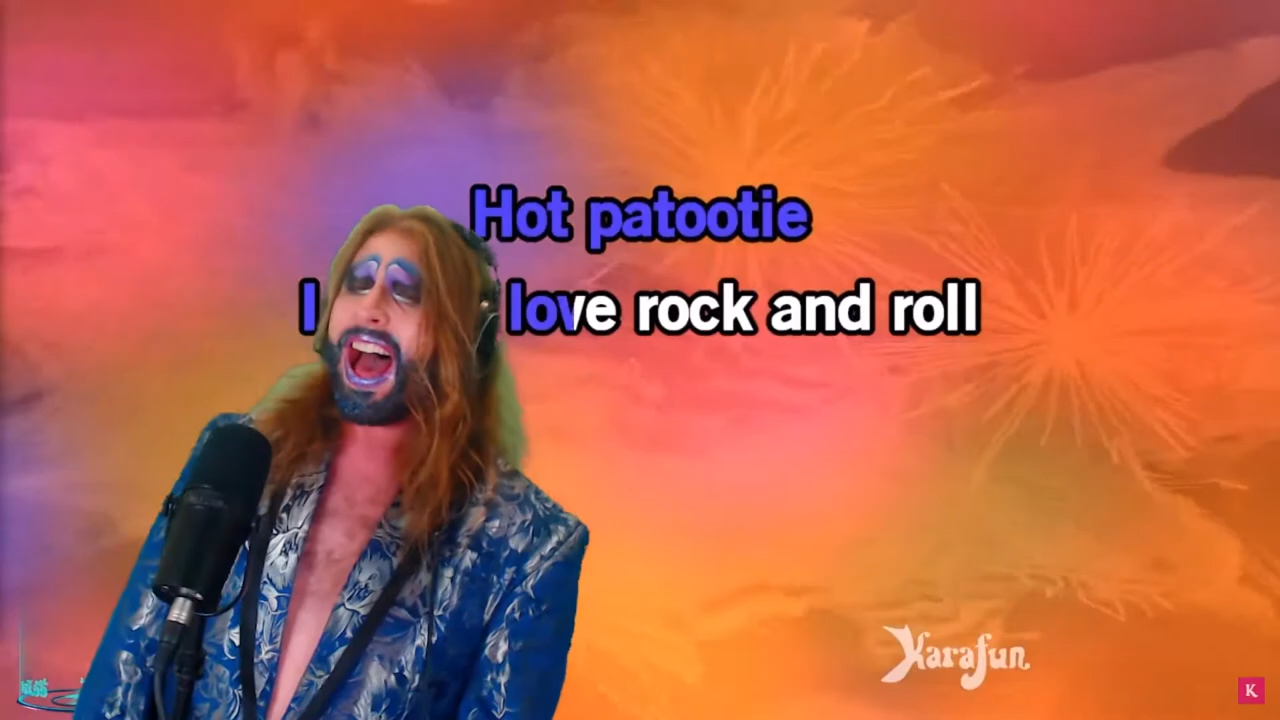 Hot patootie
I love rock and roll
Karafun
K